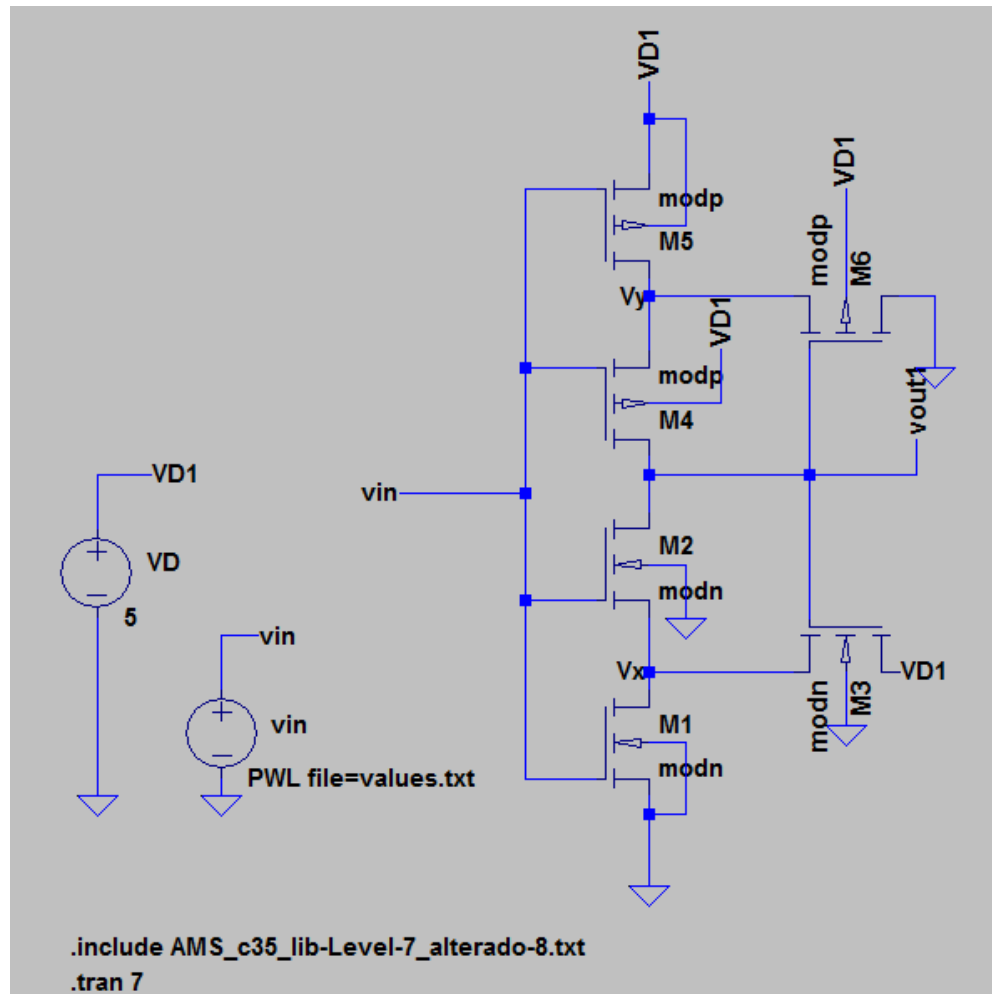 VD1
modp
M5
Vy
VD1
modp
M4
VD1
modp
M6
vout1
vin
VD1
VD
5
M2
modn
vin
vin
PWL file=values.txt
Vx
M1
modn
modn
M3
VD1
.include AMS_c35_lib-Level-7_alterado-8.txt
.tran 7